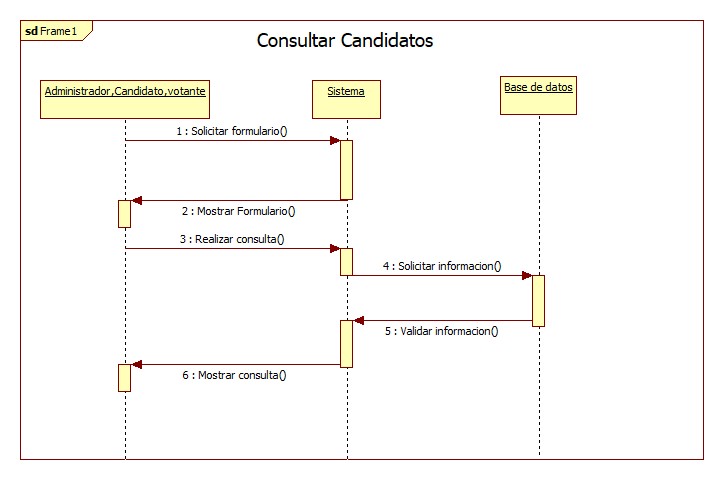 sd Frame1
Consultar Candidatos
Administrador,Candidato,votante
Sistema
Base de datos
1 : Solicitar formulario()
2 : Mostrar Formulario()
3 : Realizar consulta()
4 : Solicitar informacion()
5 : Validar informacion()
6 : Mostrar consulta()